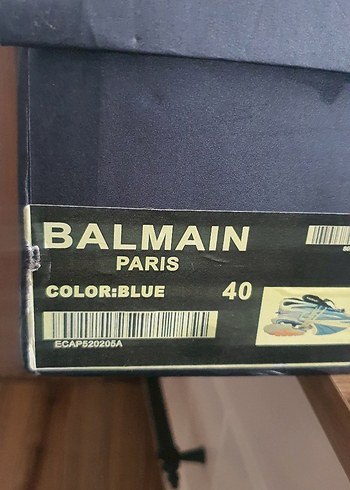 BALMAIN
PARIS
COLOR:BLUE
40
ECAP520205A